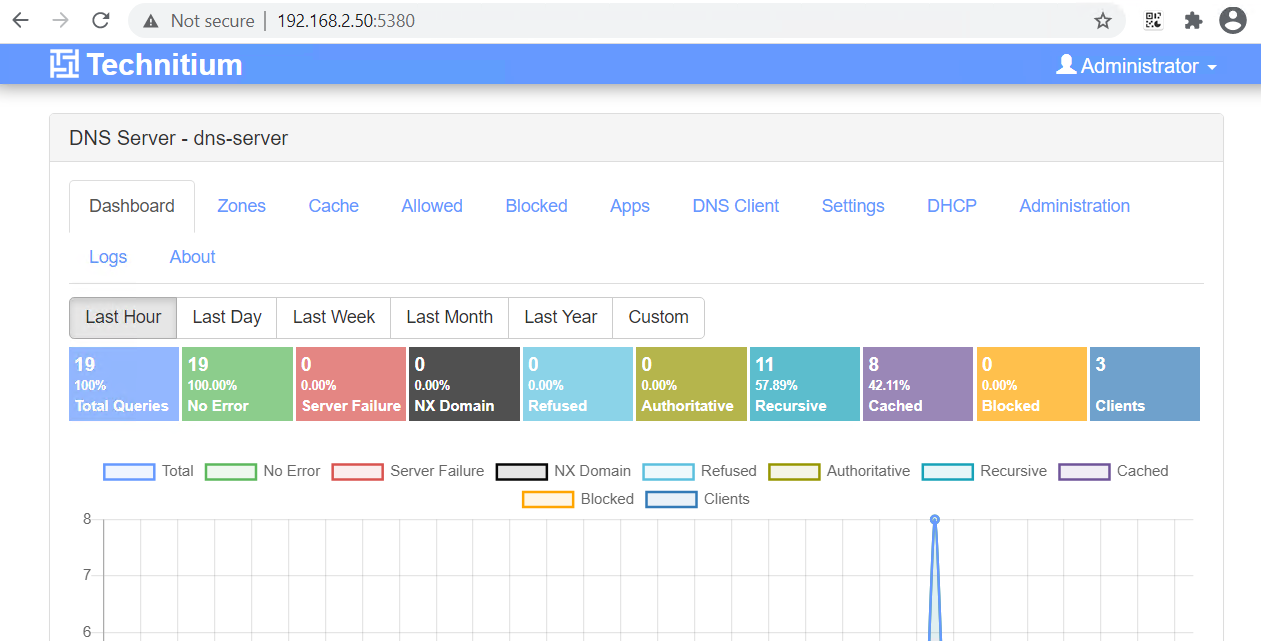 Not secure | 192.168.2.50:5380
Technitium Administrator
DNS Server - dns-server
Dashboard Zones Cache Allowed Blocked Apps DNS Client Settings DHCP Administration
Logs About
Last Hour Last Day Last Week Last Month Last Year Custom
19 19 0 0 0 0 11 8 0 3
100% 100.00% 0.00% 0.00% 0.00% 0.00% 57.89% 42.11% 0.00%
Total Queries No Error Server Failure NX Domain Refused Authoritative Recursive Cached Blocked Clients
Total No Error Server Failure NX Domain Refused Authoritative Recursive Cached
Blocked Clients
8
7
6